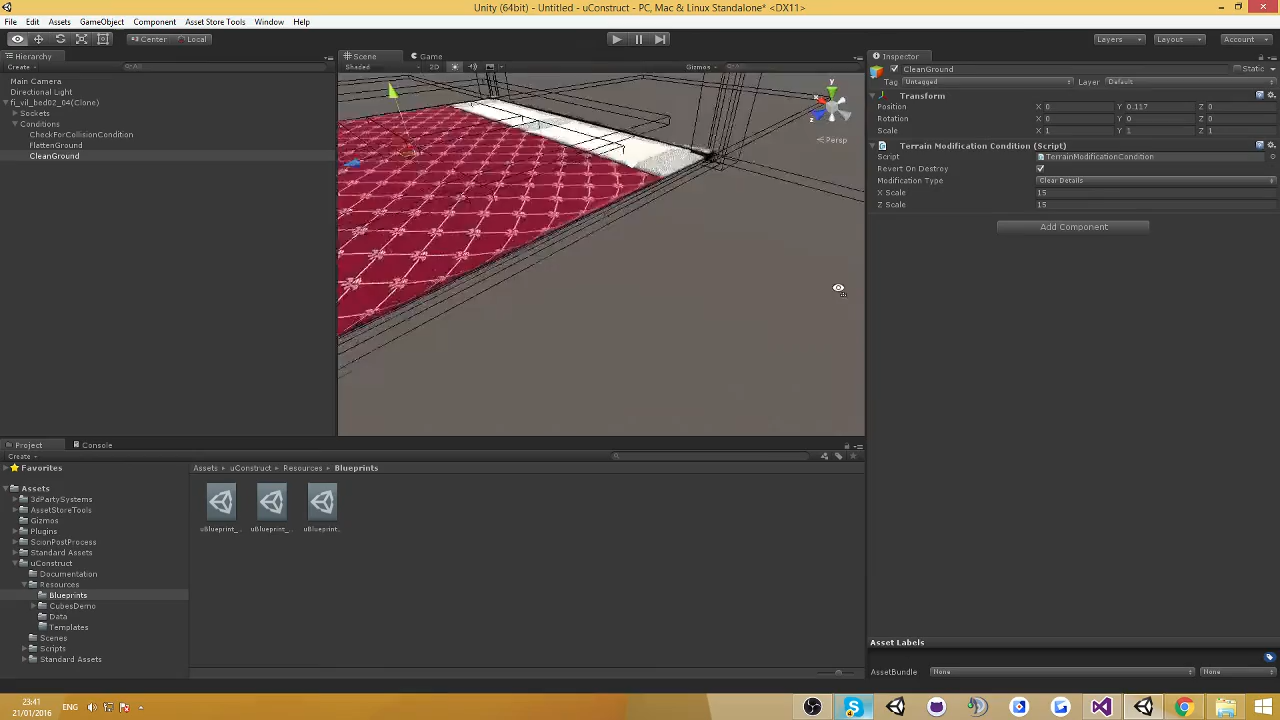 Unity (64bit) - Untitled - uConstruct - PC, Mac & Linux Standalone* <DX11>
File Edit Assets GameObject Component Asset Store Tools Window Help
Center Local Layers Layout Account
Hierarchy
Create All
Main Camera
Directional Light
fi_vil_bed02_04(Clone)
Sockets
Conditions
CheckForCollisionCondition
FlattenGround
CleanGround
Scene Game
Shaded 2D Gizmos All
y
x
z
Persp
Inspector
CleanGround Static
Tag Untagged Layer Default
Transform
Position X 0 Y 0.117 Z 0
Rotation X 0 Y 0 Z 0
Scale X 1 Y 1 Z 1
Terrain Modification Condition (Script)
Script TerrainModificationCondition
Revert On Destroy
Modification Type Clear Details
X Scale 15
Z Scale 15
Add Component
Project Console
Create
Favorites
Assets
3dPartySystems
AssetStoreTools
Gizmos
Plugins
ScionPostProcess
Standard Assets
uConstruct
Documentation
Resources
Blueprints
CubesDemo
Data
Templates
Scenes
Scripts
Standard Assets
Assets uConstruct Resources Blueprints
uBlueprint_... uBlueprint_... uBlueprint..
Asset Labels
AssetBundle None None
23:41
21/01/2016
ENG